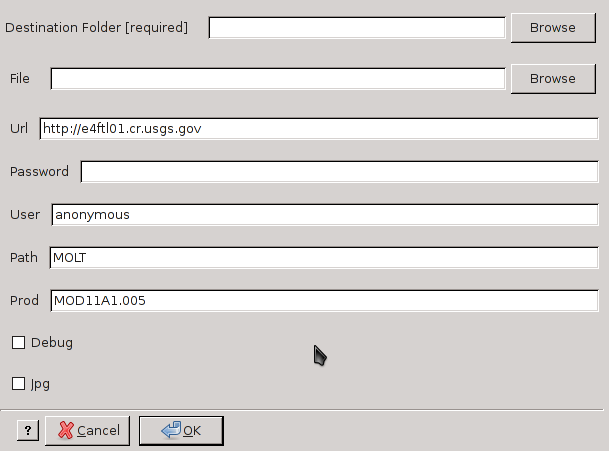 Destination Folder [required] Browse
File Browse
Url http://e4ftl01.cr.usgs.gov
Password
User anonymous
Path MOLT
Prod MOD11A1.005
Debug
Jpg
? Cancel OK